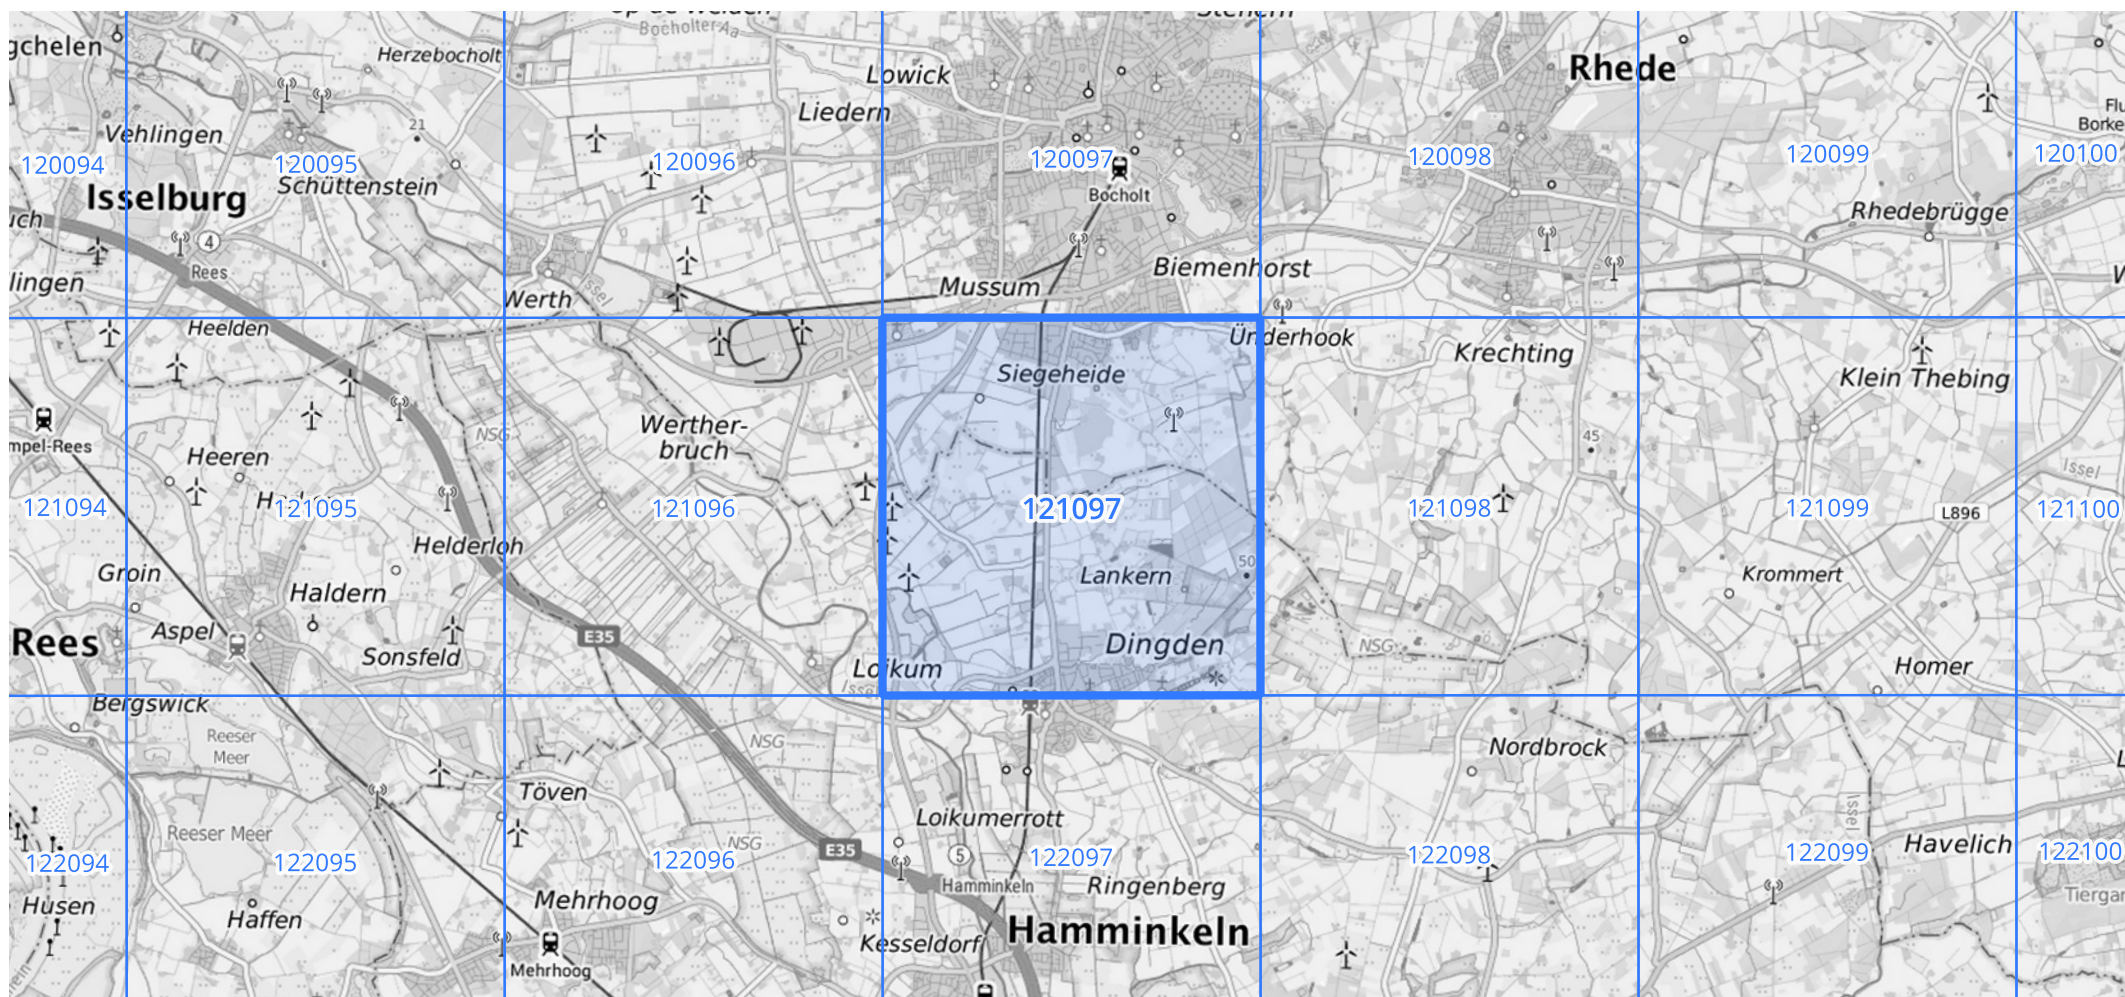 Bocholter Aa
gchelen
Herzebocholt
Lowick
Rhede
Liedern
Vehlingen
21
Borke
120094
120095
120096
120097
120098
120099
120100
Isselburg
Schüttenstein
Bocholt
Rhedebrügge
4
Rees
lingen
Werth
Issel
Mussum
Biemenhorst
Heelden
Ünderhook
Siegeheide
Krechting
Klein Thebing
mpel-Rees
NSG
Werther-
bruch
45
Issel
Heeren
121094
121095
121096
121097
121098
121099
121100
L896
Helderloh
Groin
Haldern
Lankern
50
Krommert
Rees
Aspel
Sonsfeld
E35
Dingden
NSG
Loikum
Homer
Bergswick
Reeser
Meer
NSG
Nordbrock
Töven
Reeser Meer
NSG
Loikumerrott
Issel
Havelich
E35
5
122094
122095
122096
122097
122098
122099
122100
Hamminkeln
Ringenberg
Tiergar
Husen
Haffen
Mehrhoog
Kesseldorf
Hamminkeln
Mehrhoog